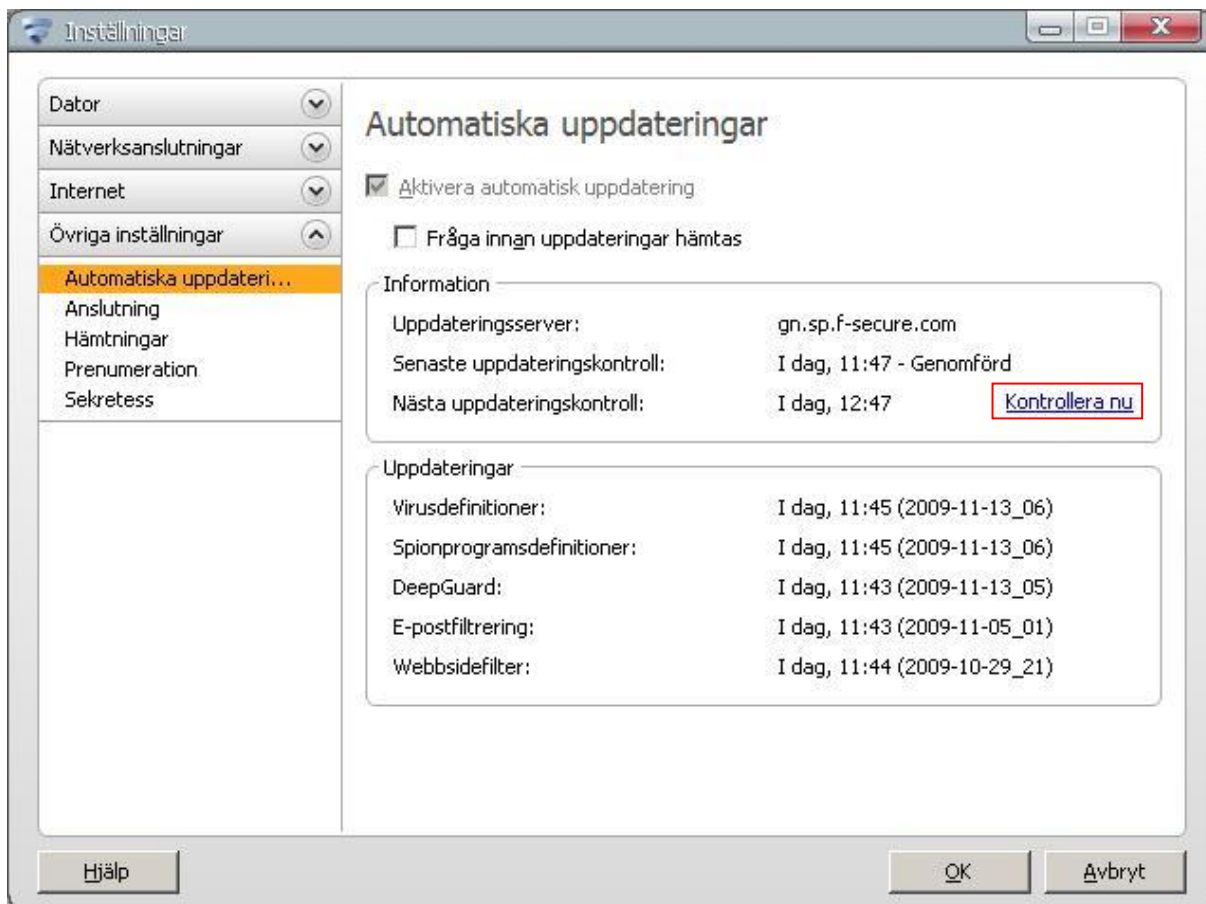 Inställningar
Dator
Nätverksanslutningar
Internet
Övriga inställningar
Automatiska uppdateri...
Anslutning
Hämtningar
Prenumeration
Sekretess
Automatiska uppdateringar
Aktivera automatisk uppdatering
Fråga innan uppdateringar hämtas
Information
Uppdateringsserver: gn.sp.f-secure.com
Senaste uppdateringskontroll: I dag, 11:47 - Genomförd
Nästa uppdateringskontroll: I dag, 12:47 Kontrollera nu
Uppdateringar
Virusdefinitioner: I dag, 11:45 (2009-11-13_06)
Spionprogramsdefinitioner: I dag, 11:45 (2009-11-13_06)
DeepGuard: I dag, 11:43 (2009-11-13_05)
E-postfiltrering: I dag, 11:43 (2009-11-05_01)
Webbsidefilter: I dag, 11:44 (2009-10-29_21)
Hjälp OK Avbryt